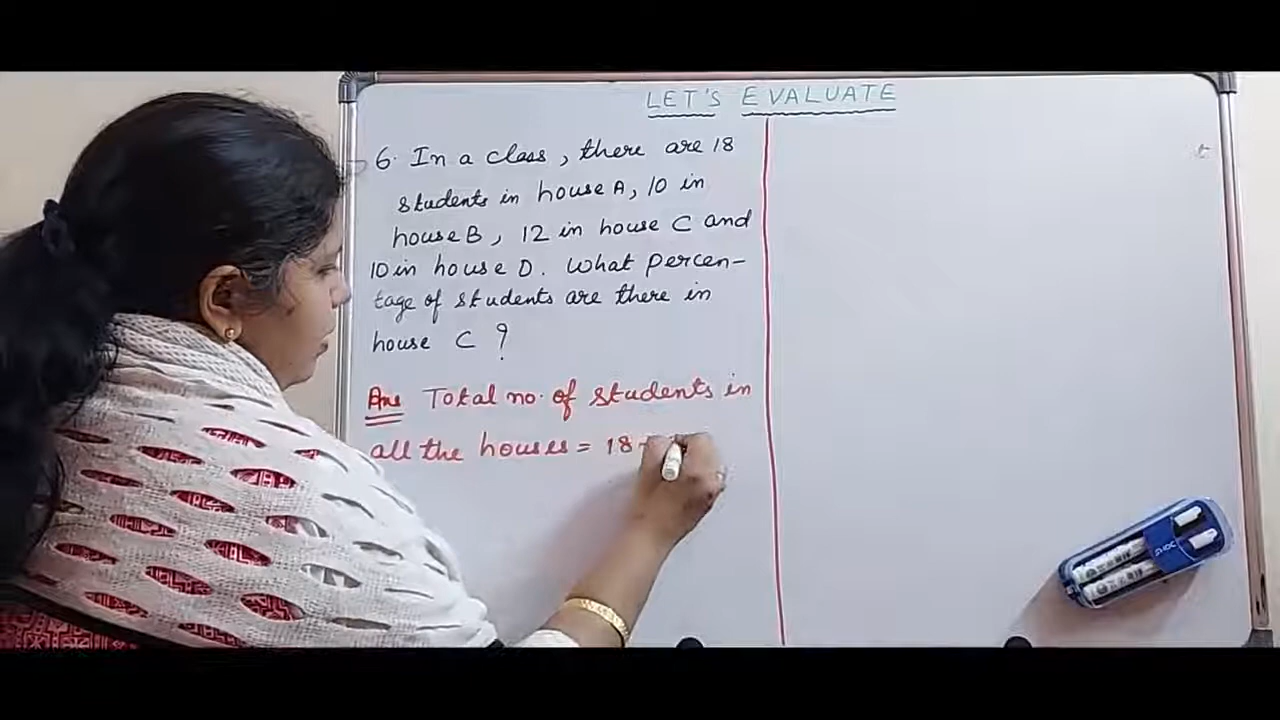 LET'S EVALUATE
6. In a class, there are 18
students in house A, 10 in
house B, 12 in house C and
10 in house D. What percen-
tage of students are there in
house C ?
Ans Total no. of students in
all the houses = 18